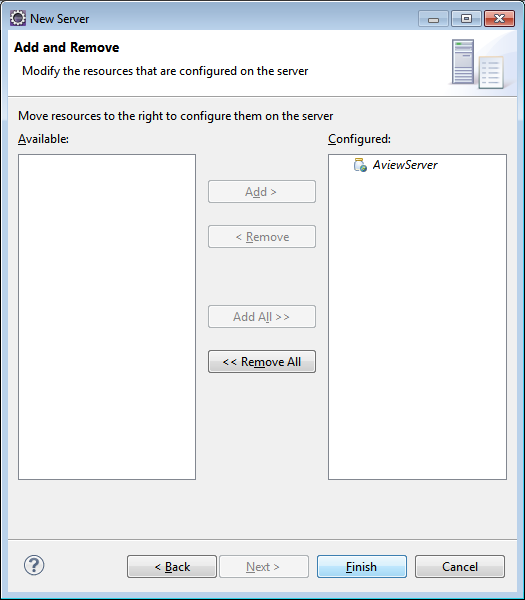 New Server
Add and Remove
Modify the resources that are configured on the server
Move resources to the right to configure them on the server
Available:
Configured:
AviewServer
Add >
< Remove
Add All >>
<< Remove All
?
< Back
Next >
Finish
Cancel